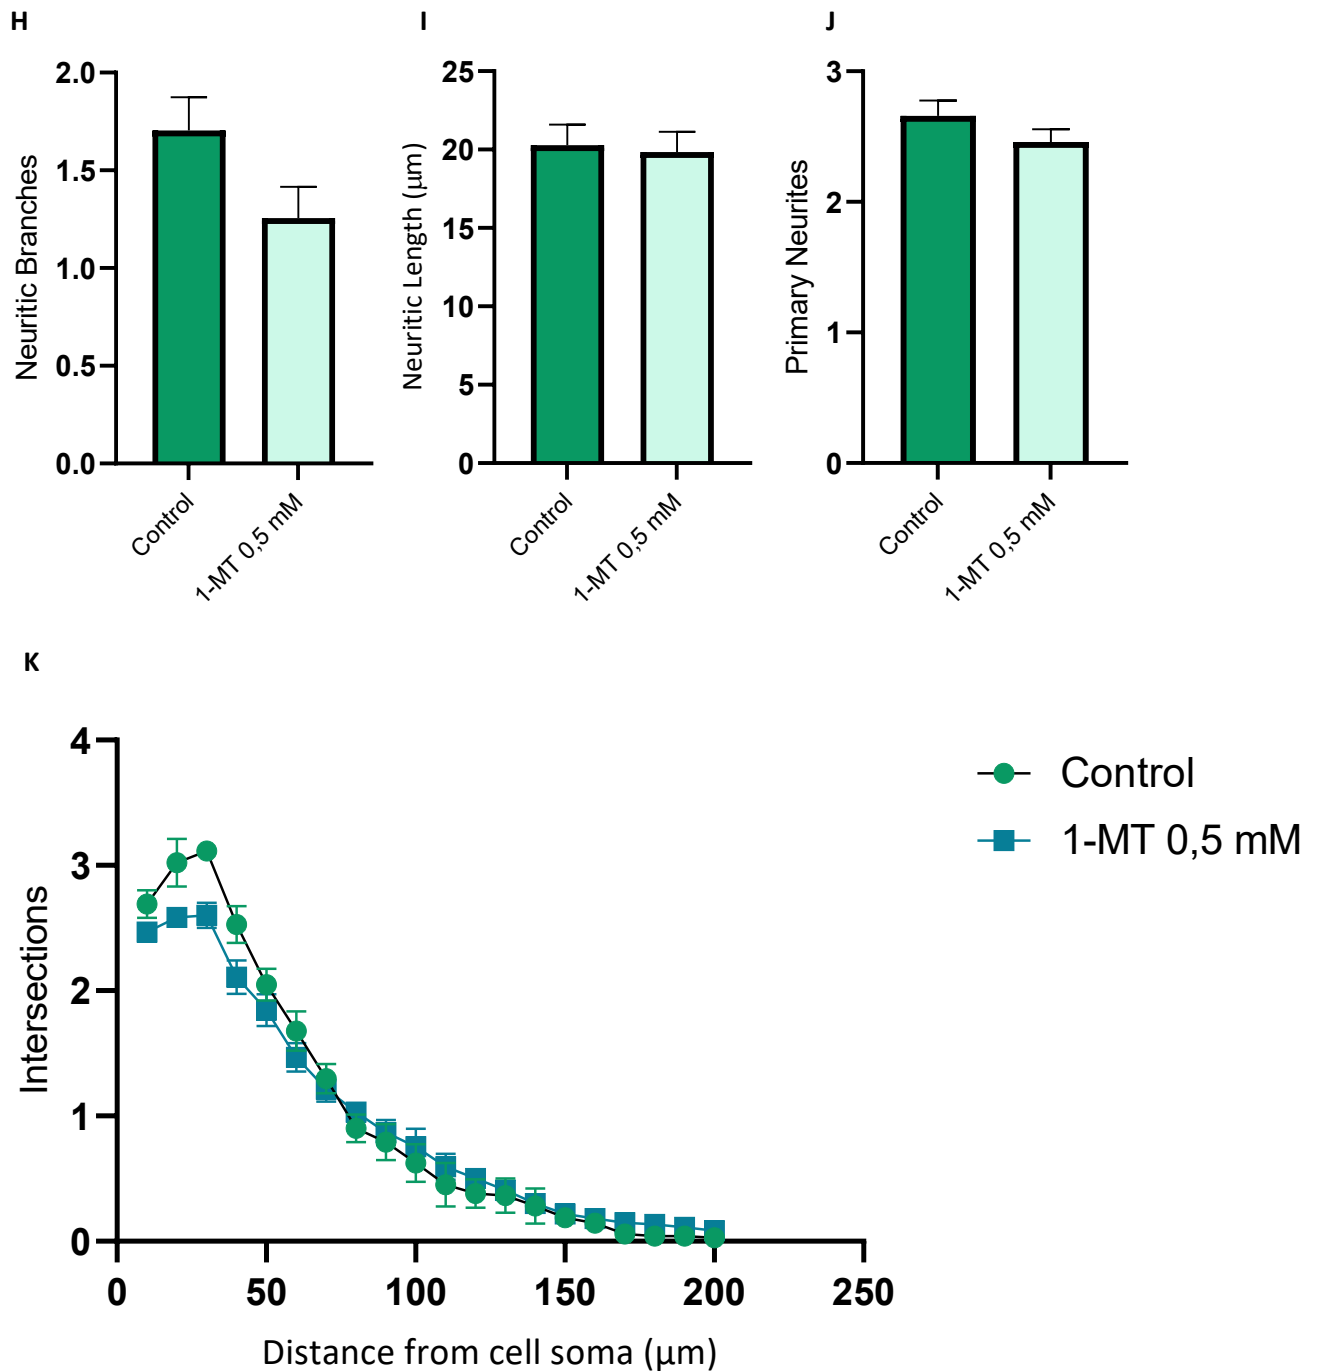 H
2.0
1.5
1.0
0.5
0.0
Neuritic Branches
Control
1-MT 0,5 mM
I
25
20
15
10
5
0
Neuritic Length (µm)
Control
1-MT 0,5 mM
J
3
2
1
0
Primary Neurites
Control
1-MT 0,5 mM
K
4
3
2
1
0
Intersections
0 50 100 150 200 250
Distance from cell soma (µm)
Control
1-MT 0,5 mM